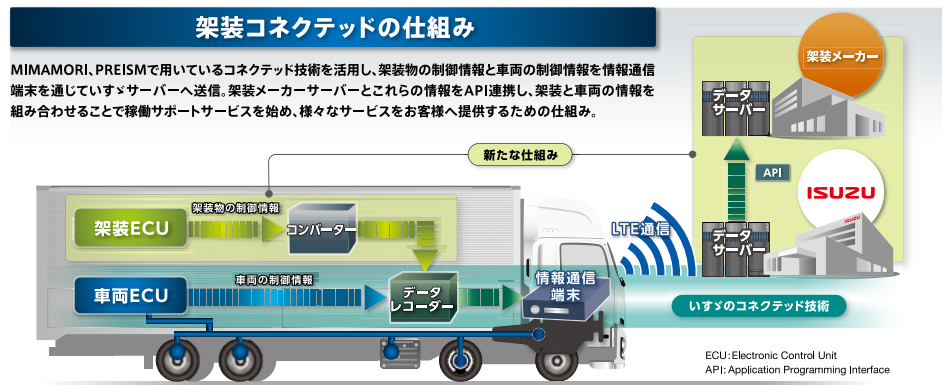 架装コネクテッドの仕組み
MIMAMORI、PREISMで用いているコネクテッド技術を活用し、架装物の制御情報と車両の制御情報を情報通信
端末を通じていすゞサーバーへ送信。架装メーカーサーバーとこれらの情報をAPI連携し、架装と車両の情報を
組み合わせることで稼働サポートサービスを始め、様々なサービスをお客様へ提供するための仕組み。
架装メーカー
データ
サーバー
新たな仕組み
API
ISUZU
ISUZU
データ
サーバー
LTE通信
架装ECU
架装物の制御情報
コンバーター
車両ECU
車両の制御情報
データ
レコーダー
情報通信
端末
いすゞのコネクテッド技術
ECU：Electronic Control Unit
API：Application Programming Interface